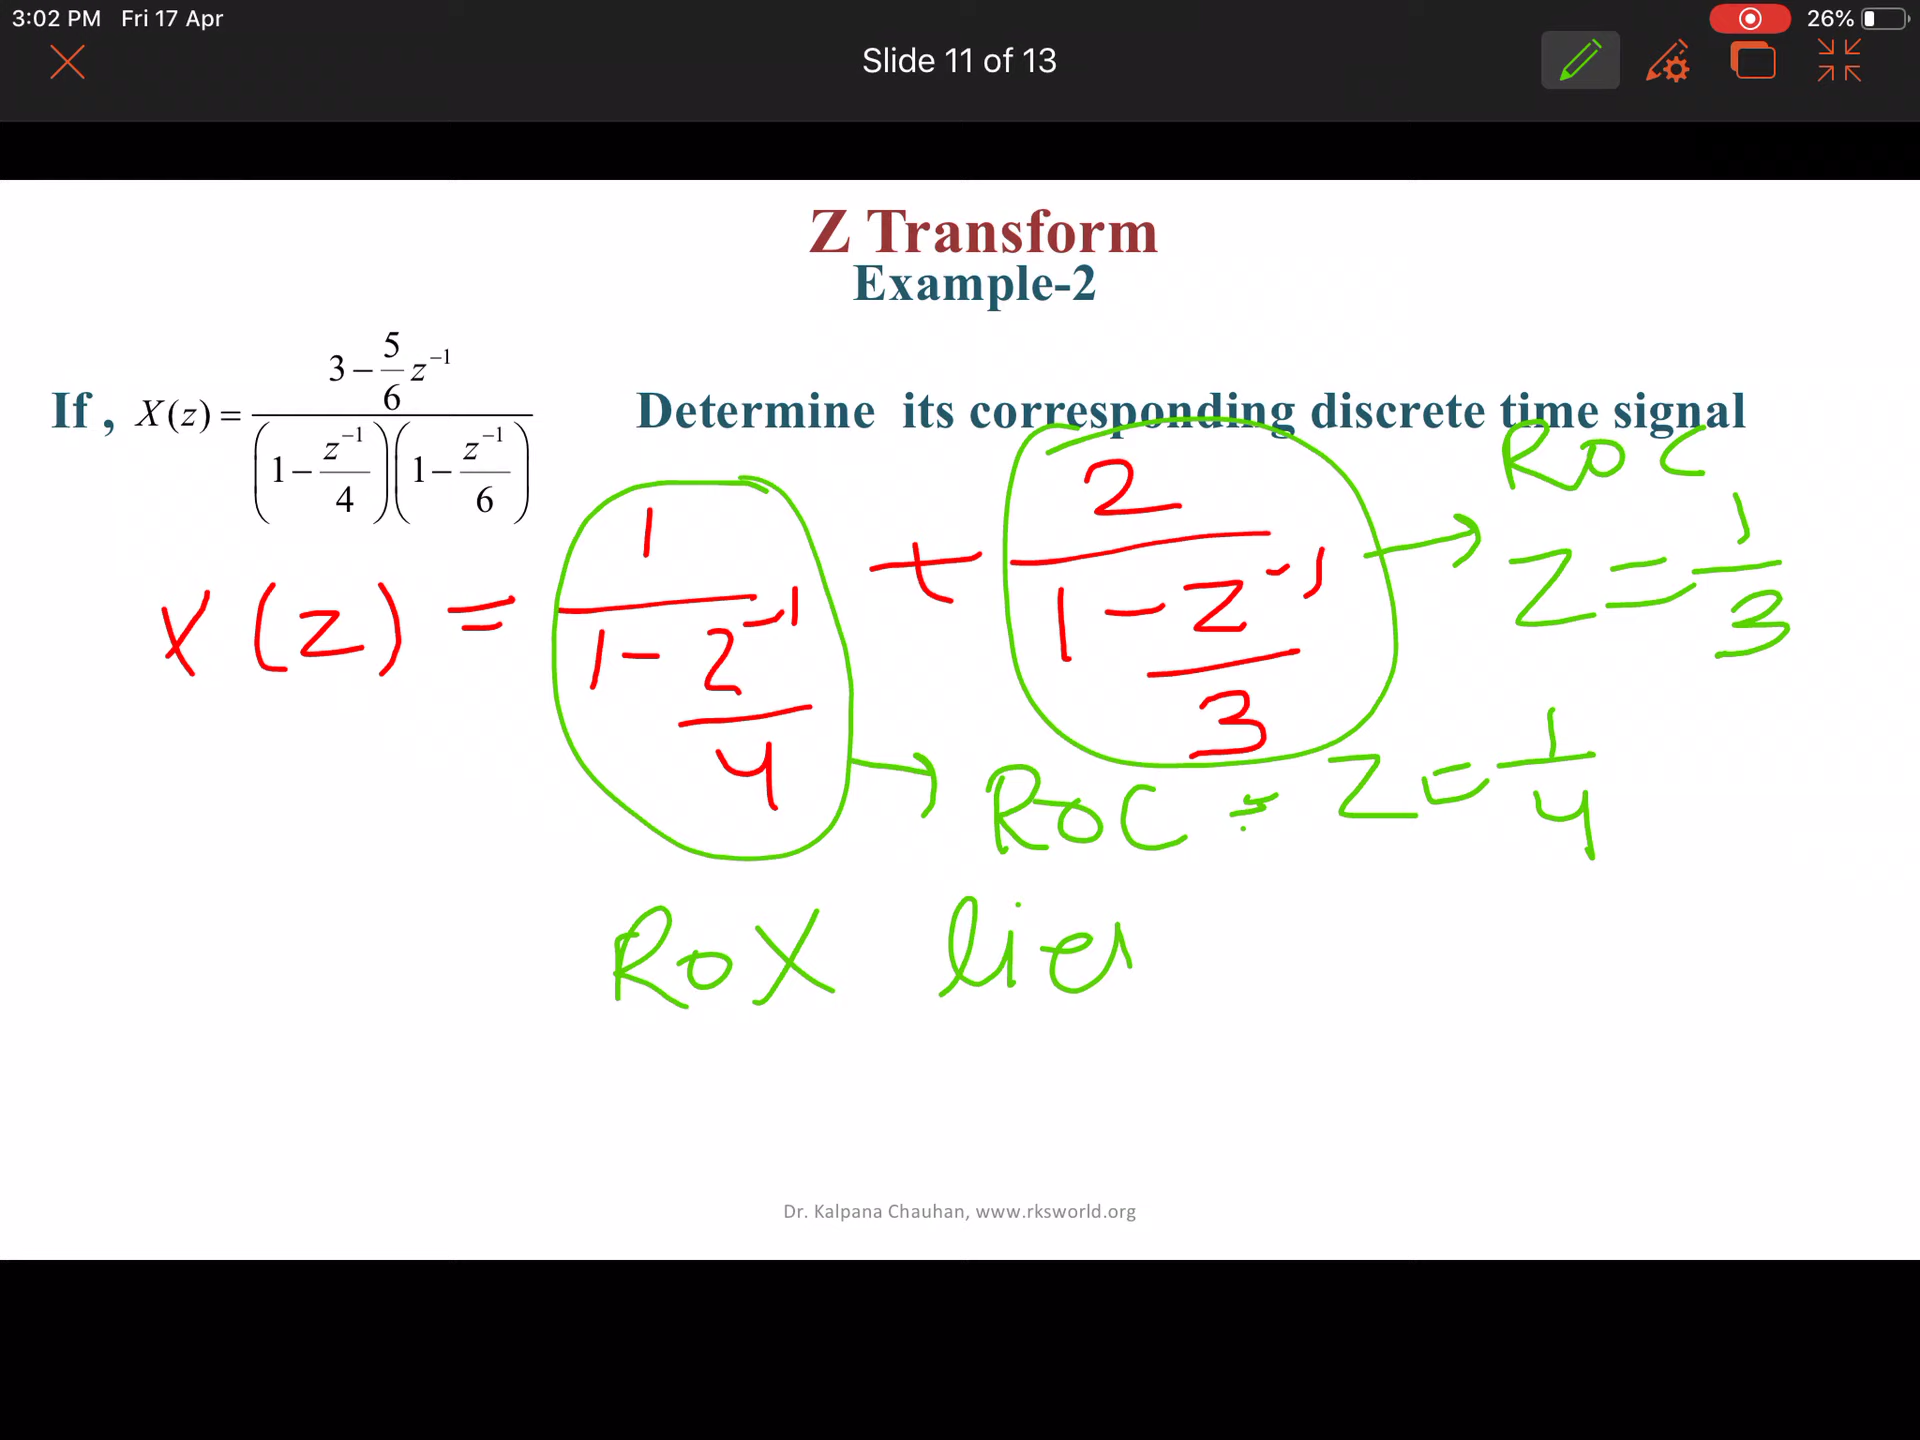 3:02 PM Fri 17 Apr
26%
Slide 11 of 13
Z Transform
Example-2
If , X(z) = (3 − 5/6 z⁻¹) / ((1 − z⁻¹/4)(1 − z⁻¹/6)) Determine its corresponding discrete time signal
ROC
X(z) = 1/(1 − z⁻¹/4) + 2/(1 − z⁻¹/3) → z = 1/3
→ ROC ÷ z = 1/4
ROX lies
Dr. Kalpana Chauhan, www.rksworld.org